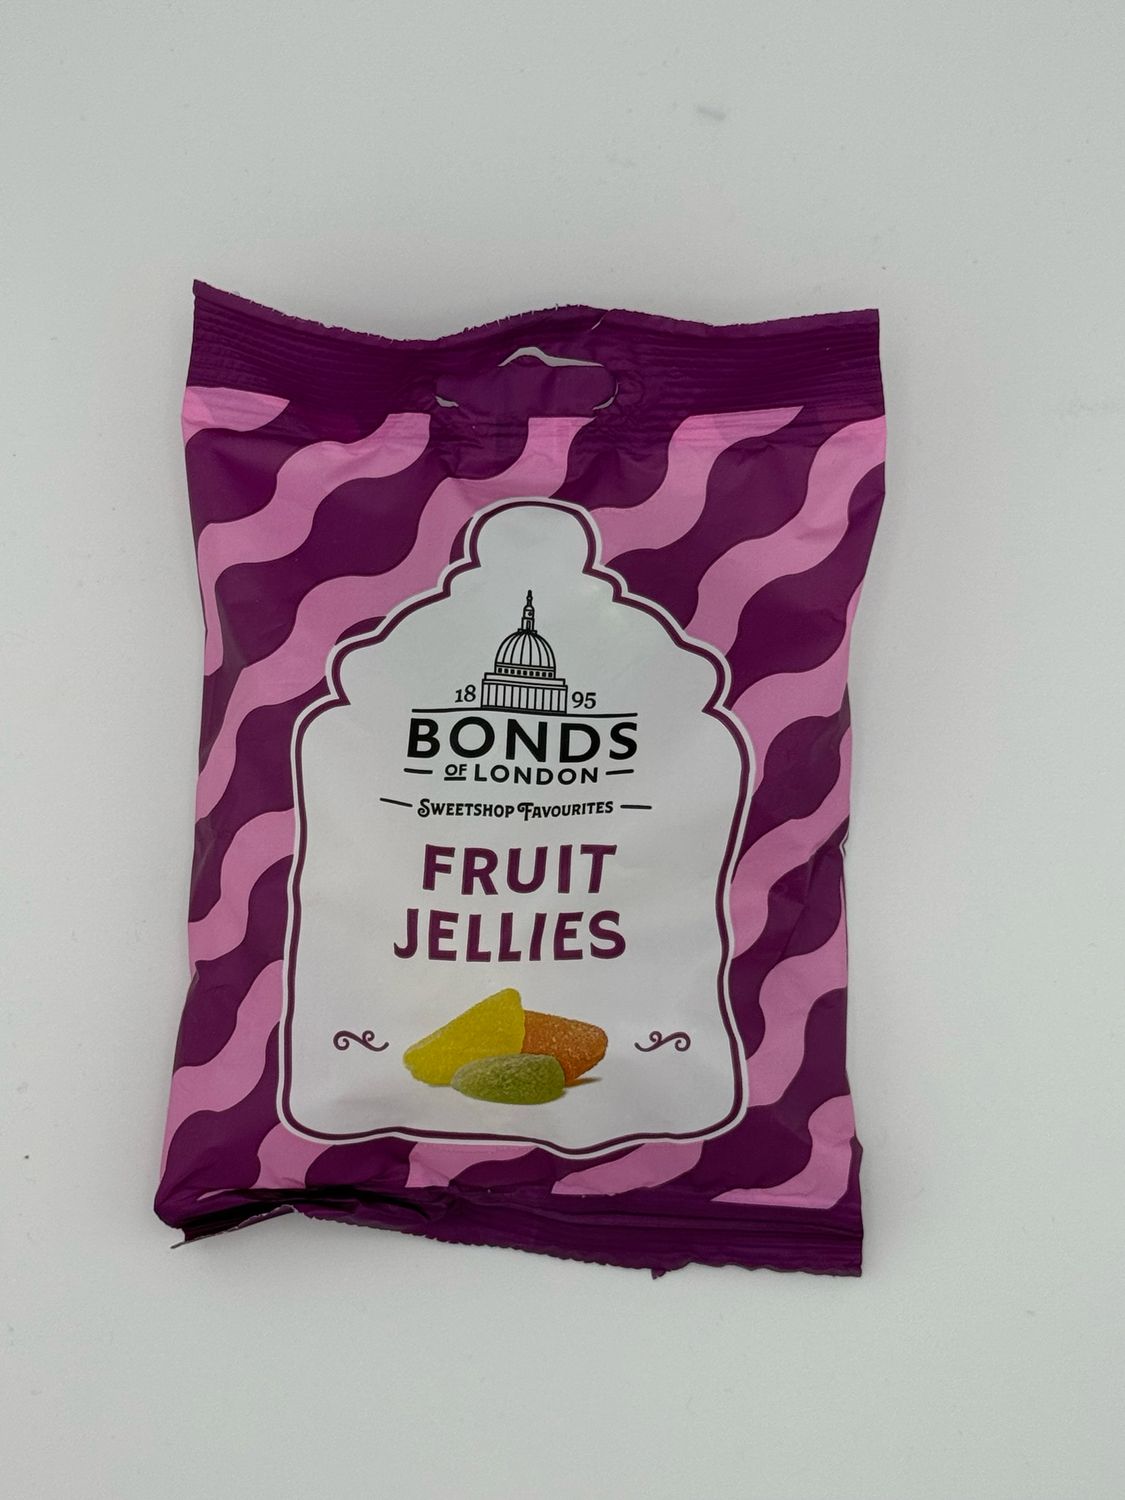 18 95
BONDS
OF LONDON
SWEETSHOP FAVOURITES
FRUIT
JELLIES